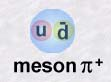 u d̄
meson π⁺